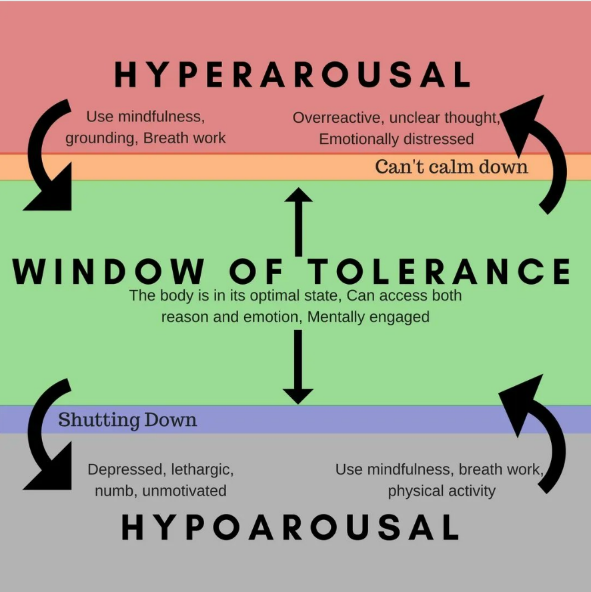 HYPERAROUSAL
Use mindfulness,
grounding, Breath work
Overreactive, unclear thought,
Emotionally distressed
Can't calm down
WINDOW OF TOLERANCE
The body is in its optimal state, Can access both
reason and emotion, Mentally engaged
Shutting Down
Depressed, lethargic,
numb, unmotivated
Use mindfulness, breath work,
physical activity
HYPOAROUSAL